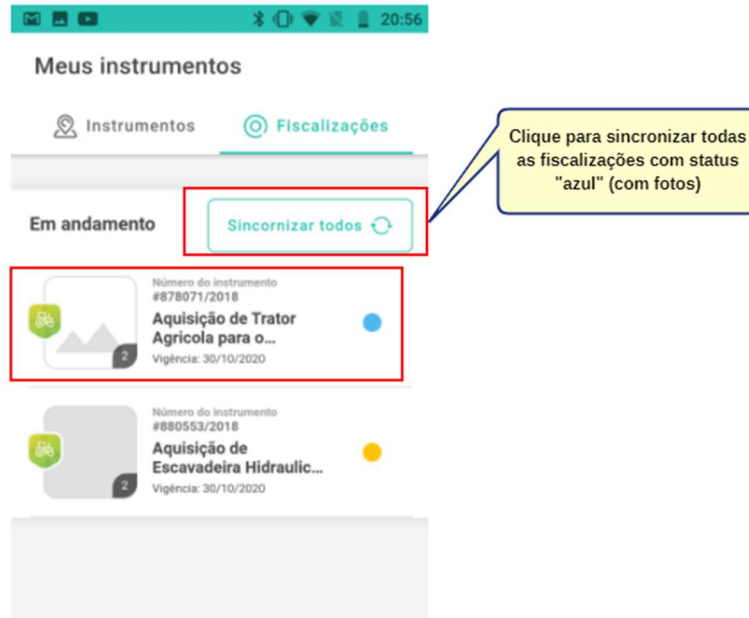 20:56
Meus instrumentos
Instrumentos
Fiscalizações
Clique para sincronizar todas
as fiscalizações com status
"azul" (com fotos)
Em andamento
Sincornizar todos
Número do instrumento
#878071/2018
Aquisição de Trator
Agricola para o...
Vigência: 30/10/2020
2
Número do instrumento
#880553/2018
Aquisição de
Escavadeira Hidraulic...
Vigência: 30/10/2020
2